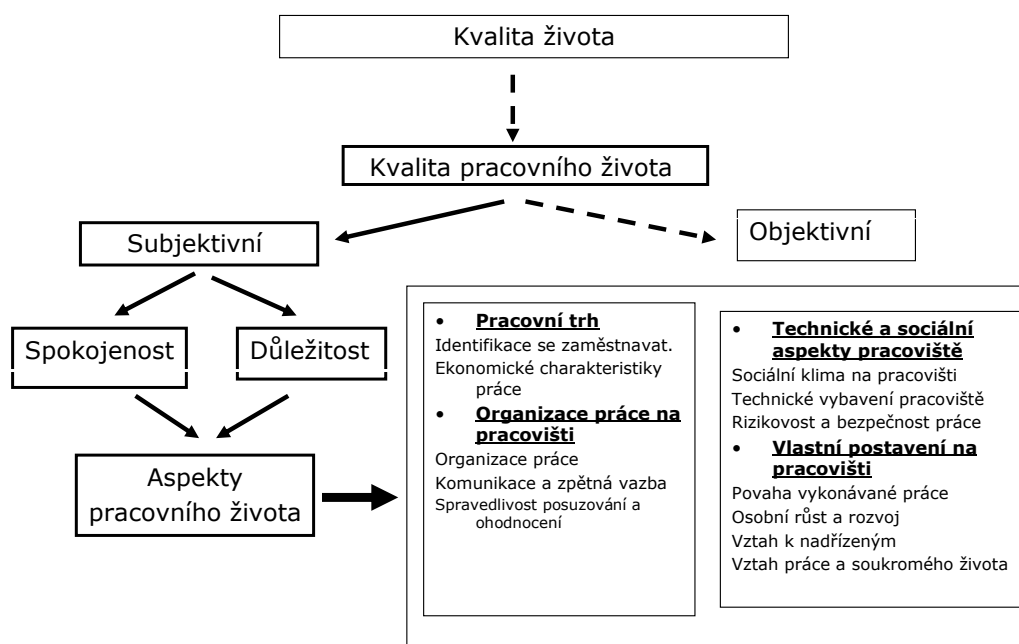 Kvalita života
Kvalita pracovního života
Subjektivní
Objektivní
Spokojenost
Důležitost
Aspekty
pracovního života
• Pracovní trh
Identifikace se zaměstnavat.
Ekonomické charakteristiky
práce
• Organizace práce na
pracovišti
Organizace práce
Komunikace a zpětná vazba
Spravedlivost posuzování a
ohodnocení
• Technické a sociální
aspekty pracoviště
Sociální klima na pracovišti
Technické vybavení pracoviště
Rizikovost a bezpečnost práce
• Vlastní postavení na
pracovišti
Povaha vykonávané práce
Osobní růst a rozvoj
Vztah k nadřízeným
Vztah práce a soukromého života